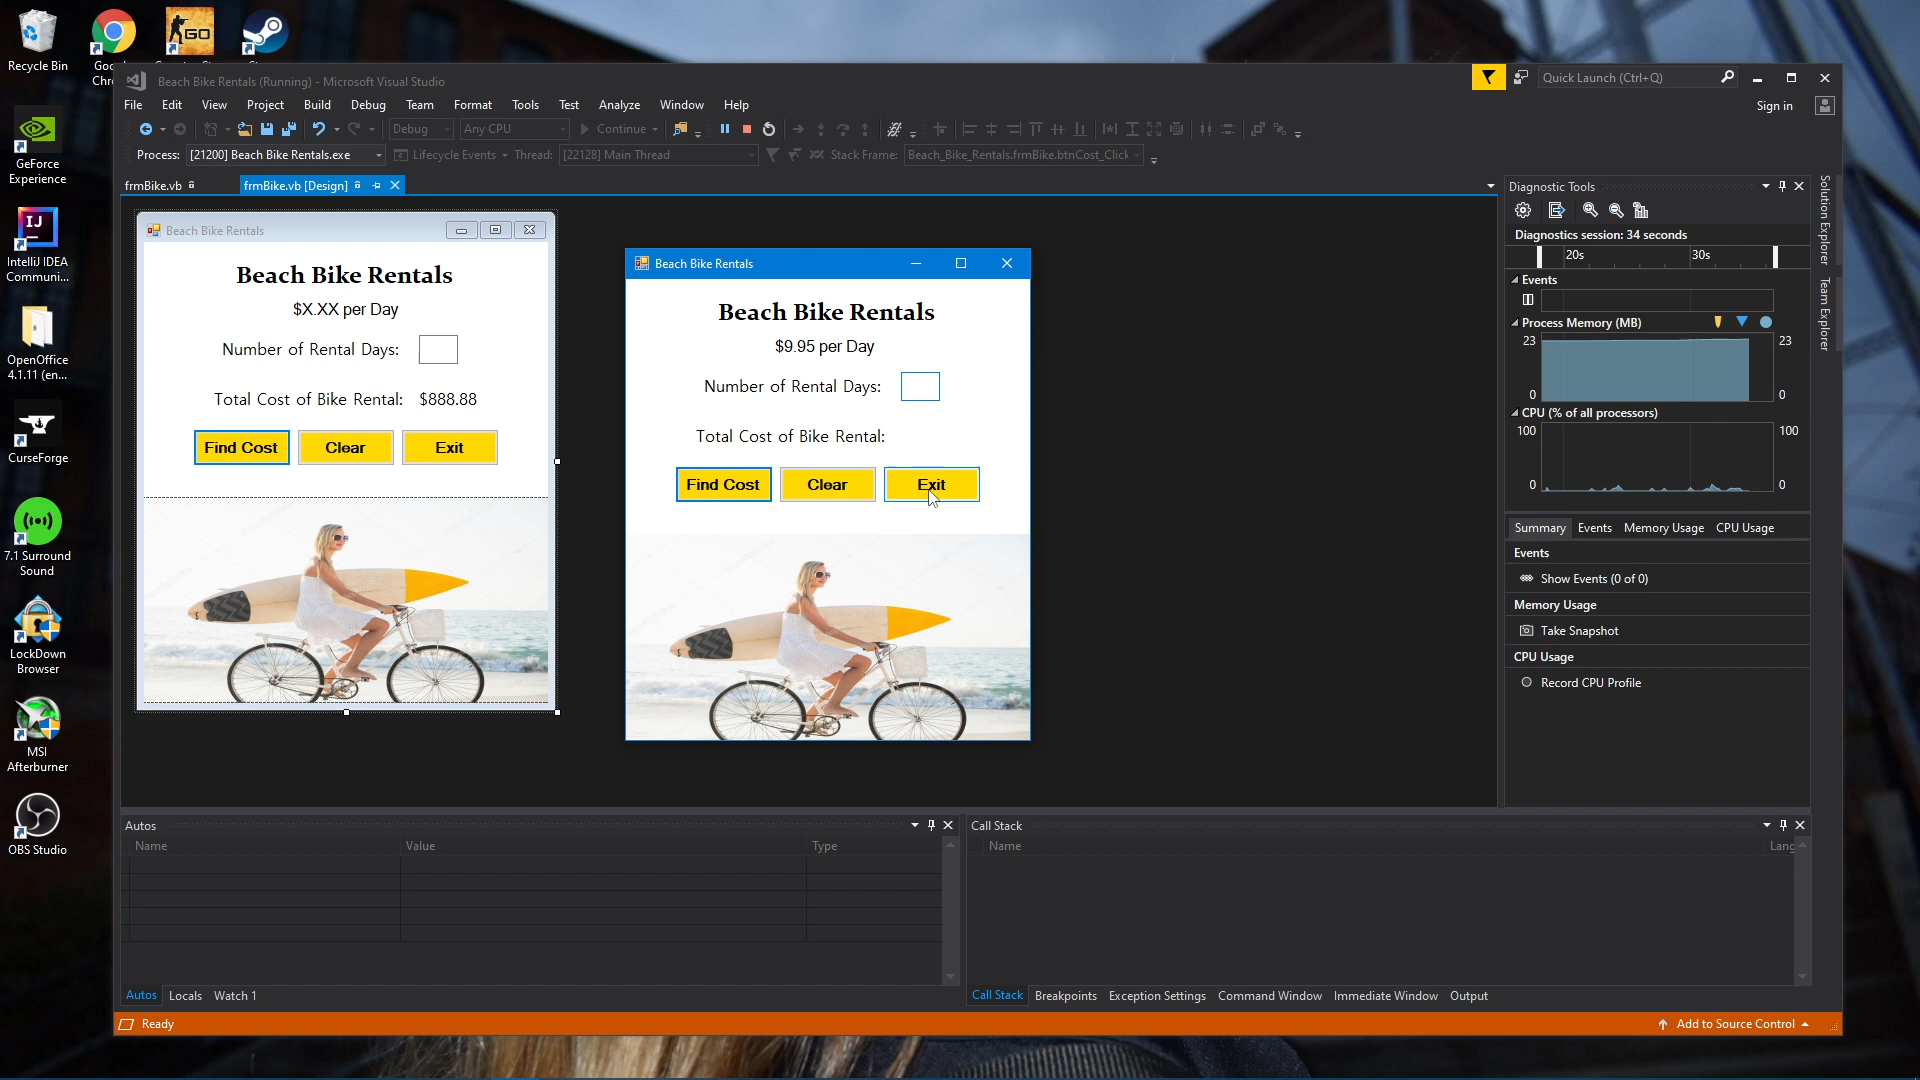 Recycle Bin
GeForce
Experience
IntelliJ IDEA
Communi...
OpenOffice
4.1.11 (en...
CurseForge
7.1 Surround
Sound
LockDown
Browser
MSI
Afterburner
OBS Studio
Beach Bike Rentals (Running) - Microsoft Visual Studio
Quick Launch (Ctrl+Q)
File Edit View Project Build Debug Team Format Tools Test Analyze Window Help
Sign in
Debug Any CPU Continue
Process: [21200] Beach Bike Rentals.exe Lifecycle Events Thread: [22128] Main Thread Stack Frame: Beach_Bike_Rentals.frmBike.btnCost_Click
frmBike.vb frmBike.vb [Design]
Beach Bike Rentals
Beach Bike Rentals
$X.XX per Day
Number of Rental Days:
Total Cost of Bike Rental: $888.88
Find Cost Clear Exit
Beach Bike Rentals
Beach Bike Rentals
$9.95 per Day
Number of Rental Days:
Total Cost of Bike Rental:
Find Cost Clear Exit
Diagnostic Tools
Diagnostics session: 34 seconds
20s 30s
Events
Process Memory (MB)
23 23
0 0
CPU (% of all processors)
100 100
0 0
Summary Events Memory Usage CPU Usage
Events
Show Events (0 of 0)
Memory Usage
Take Snapshot
CPU Usage
Record CPU Profile
Solution Explorer
Team Explorer
Autos
Name Value Type
Autos Locals Watch 1
Call Stack
Name Lang
Call Stack Breakpoints Exception Settings Command Window Immediate Window Output
Ready
Add to Source Control